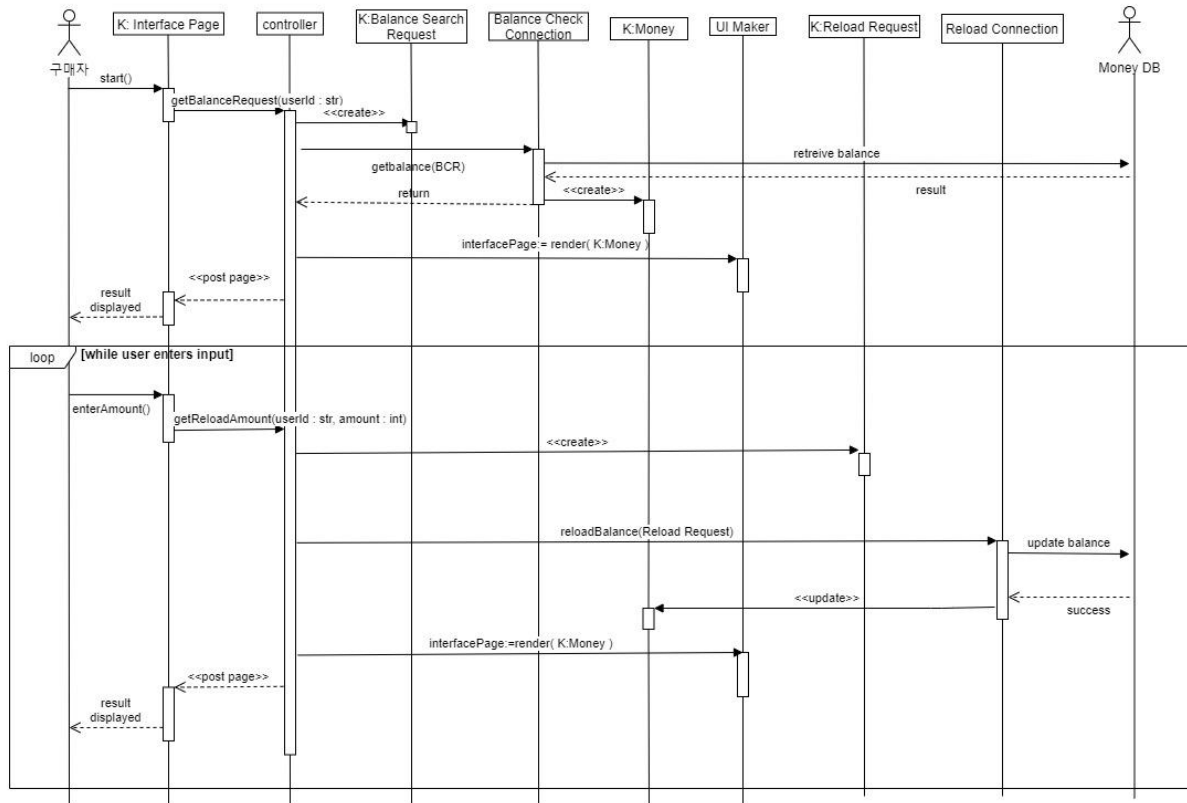 K: Interface Page
controller
K:Balance Search
Request
Balance Check
Connection
K:Money
UI Maker
K:Reload Request
Reload Connection
구매자
Money DB
start()
getBalanceRequest(userId : str)
<<create>>
getbalance(BCR)
retreive balance
result
<<create>>
return
interfacePage:= render( K:Money )
<<post page>>
result
displayed
loop
[while user enters input]
enterAmount()
getReloadAmount(userId : str, amount : int)
<<create>>
reloadBalance(Reload Request)
update balance
<<update>>
success
interfacePage:=render( K:Money )
<<post page>>
result
displayed